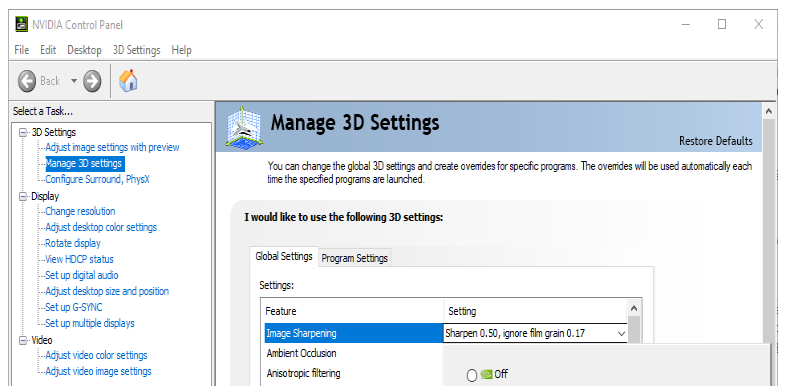 NVIDIA Control Panel
File Edit Desktop 3D Settings Help
Back
Select a Task...
3D Settings
Adjust image settings with preview
Manage 3D settings
Configure Surround, PhysX
Display
Change resolution
Adjust desktop color settings
Rotate display
View HDCP status
Set up digital audio
Adjust desktop size and position
Set up G-SYNC
Set up multiple displays
Video
Adjust video color settings
Adjust video image settings
Manage 3D Settings
Restore Defaults
You can change the global 3D settings and create overrides for specific programs. The overrides will be used automatically each
time the specified programs are launched.
I would like to use the following 3D settings:
Global Settings Program Settings
Settings:
Feature Setting
Image Sharpening Sharpen 0.50, ignore film grain 0.17
Ambient Occlusion
Anisotropic filtering Off